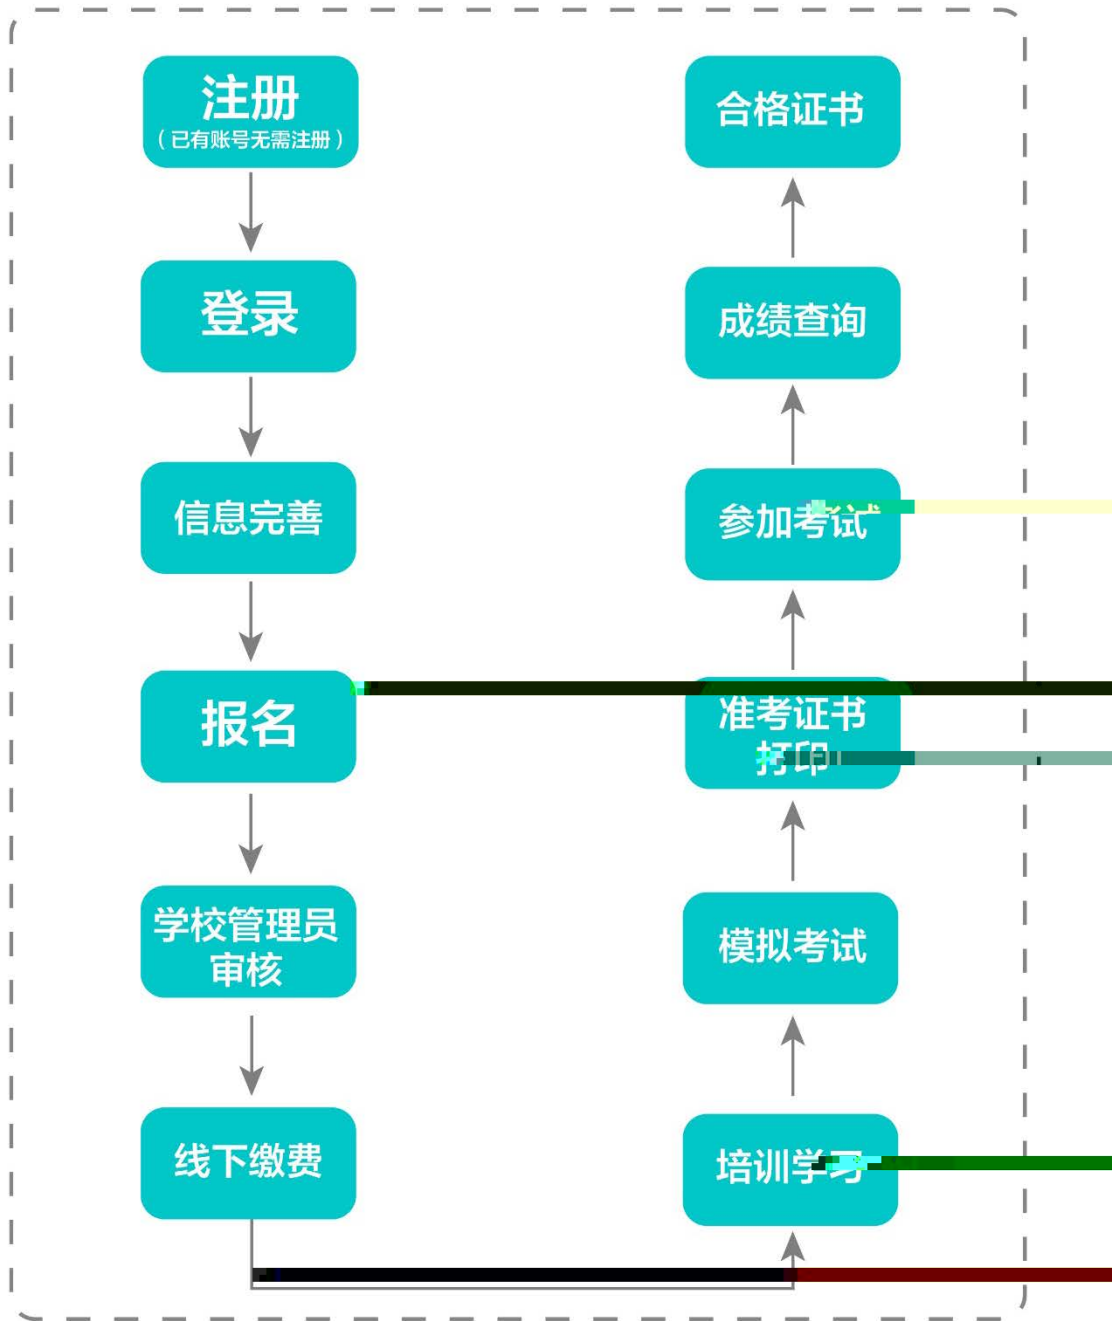 注册
（已有账号无需注册）
登录
信息完善
报名
学校管理员
审核
线下缴费
培训学习
模拟考试
准考证书
打印
参加考试
成绩查询
合格证书